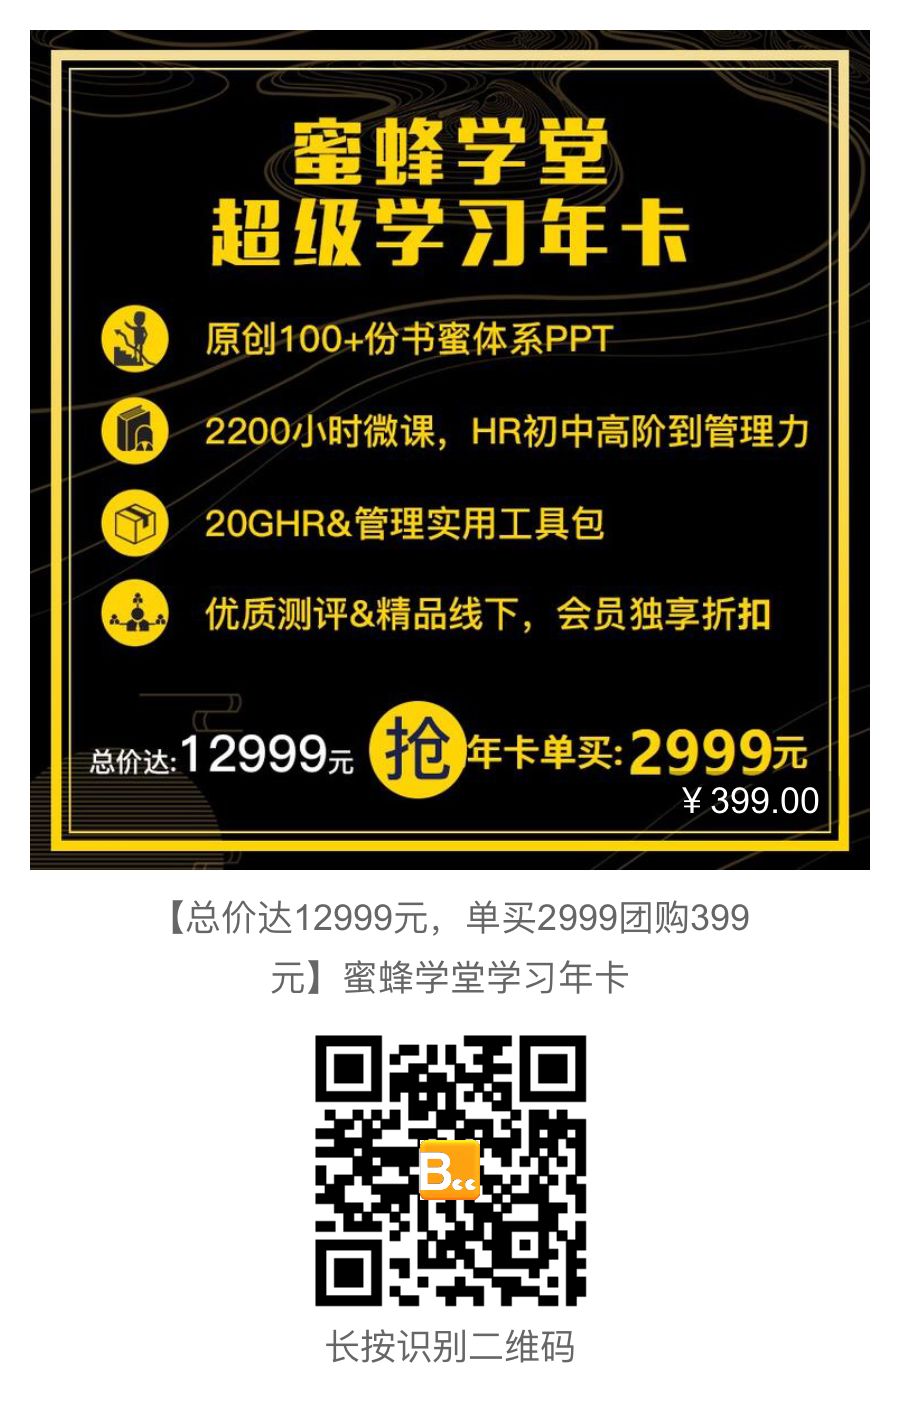 蜜蜂学堂
超级学习年卡
原创100+份书蜜体系PPT
2200小时微课，HR初中高阶到管理力
20GHR&管理实用工具包
优质测评&精品线下，会员独享折扣
总价达:12999元 抢 年卡单买:2999元
¥399.00
【总价达12999元，单买2999团购399
元】蜜蜂学堂学习年卡
B
长按识别二维码